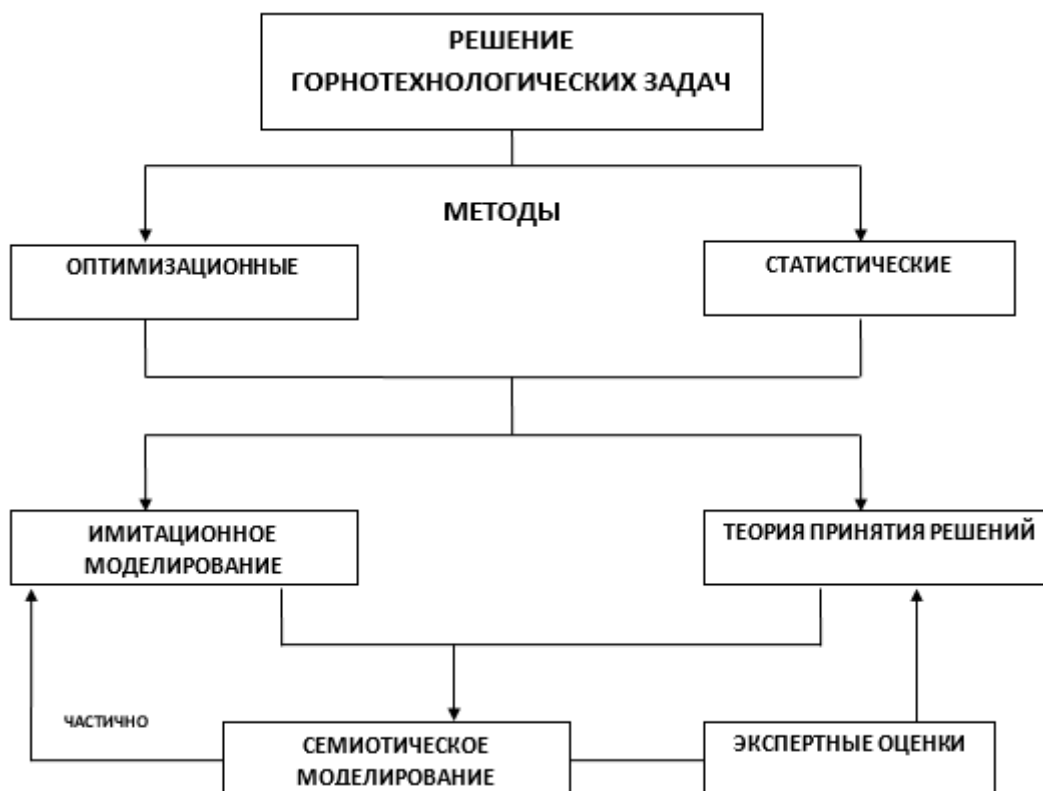 РЕШЕНИЕ
ГОРНОТЕХНОЛОГИЧЕСКИХ ЗАДАЧ
МЕТОДЫ
ОПТИМИЗАЦИОННЫЕ
СТАТИСТИЧЕСКИЕ
ИМИТАЦИОННОЕ
МОДЕЛИРОВАНИЕ
ТЕОРИЯ ПРИНЯТИЯ РЕШЕНИЙ
ЧАСТИЧНО
СЕМИОТИЧЕСКОЕ
МОДЕЛИРОВАНИЕ
ЭКСПЕРТНЫЕ ОЦЕНКИ